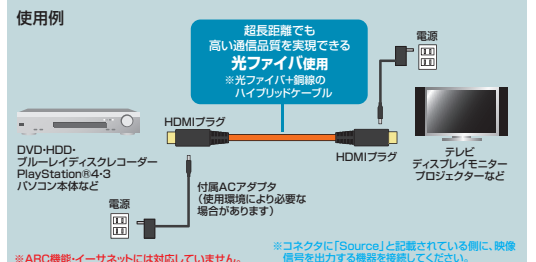 使用例
超長距離でも
高い通信品質を実現できる
光ファイバ使用
※光ファイバ+銅線の
ハイブリッドケーブル
電源
HDMIプラグ
HDMIプラグ
DVD・HDD・
ブルーレイディスクレコーダー
PlayStation®4・3
パソコン本体など
テレビ
ディスプレイモニター
プロジェクターなど
付属ACアダプタ
(使用環境により必要な
場合があります)
電源
※コネクタに「Source」と記載されている側に、映像
信号を出力する機器を接続してください。
※ARC機能・イーサネットには対応していません。